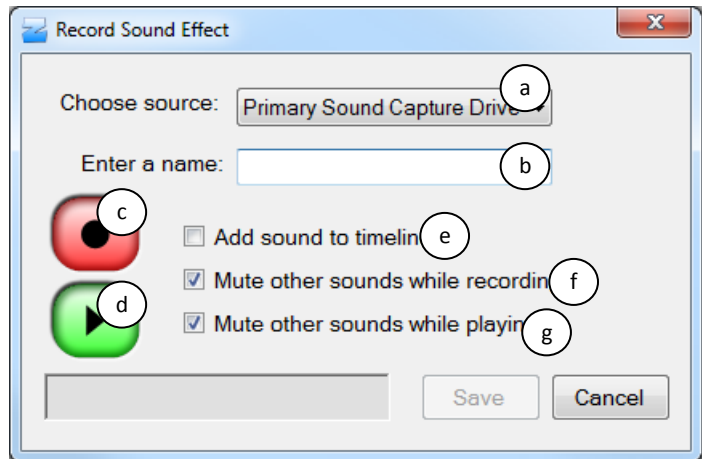 Record Sound Effect
a
Choose source: Primary Sound Capture Drive
Enter a name: b
c
Add sound to timelin e
Mute other sounds while recordin f
d
Mute other sounds while playin g
Save Cancel